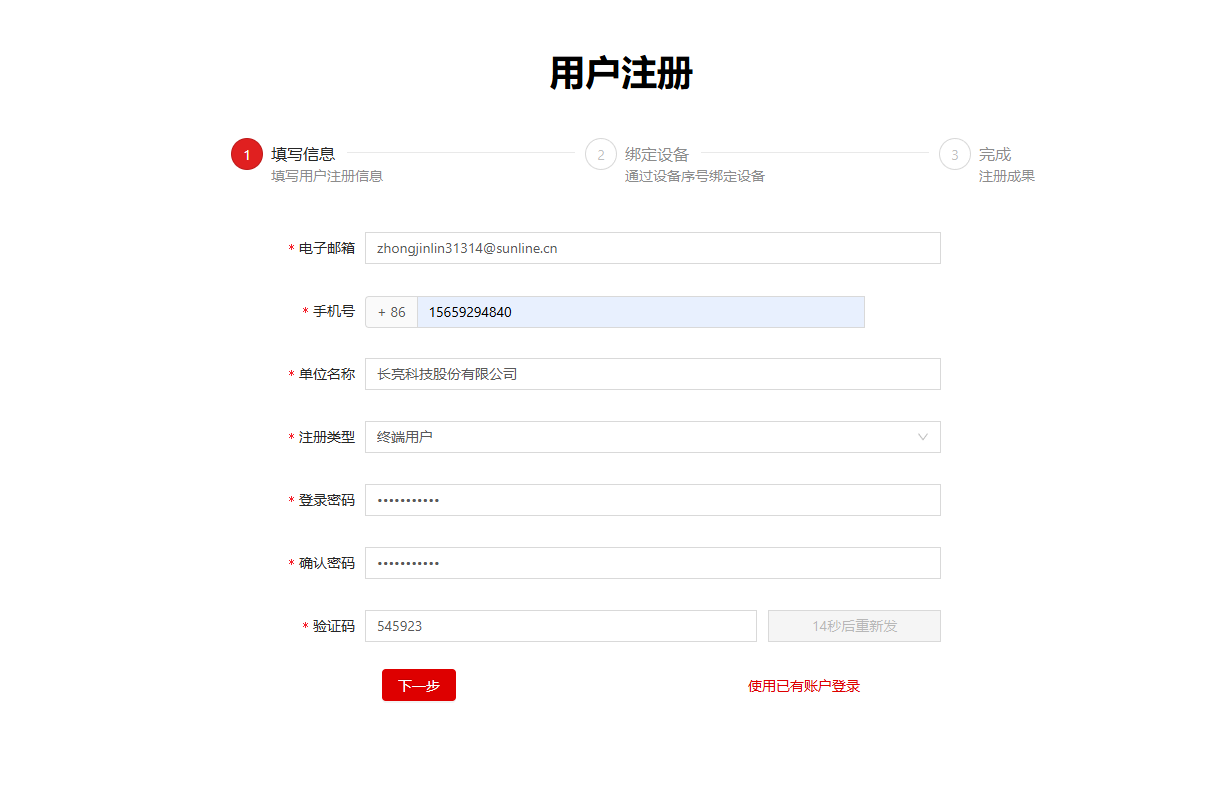 用户注册
1 填写信息 2 绑定设备 3 完成
填写用户注册信息 通过设备序号绑定设备 注册成果
* 电子邮箱 zhongjinlin31314@sunline.cn
* 手机号 + 86 15659294840
* 单位名称 长亮科技股份有限公司
* 注册类型 终端用户
* 登录密码 •••••••••••
* 确认密码 •••••••••••
* 验证码 545923 14秒后重新发
下一步 使用已有账户登录